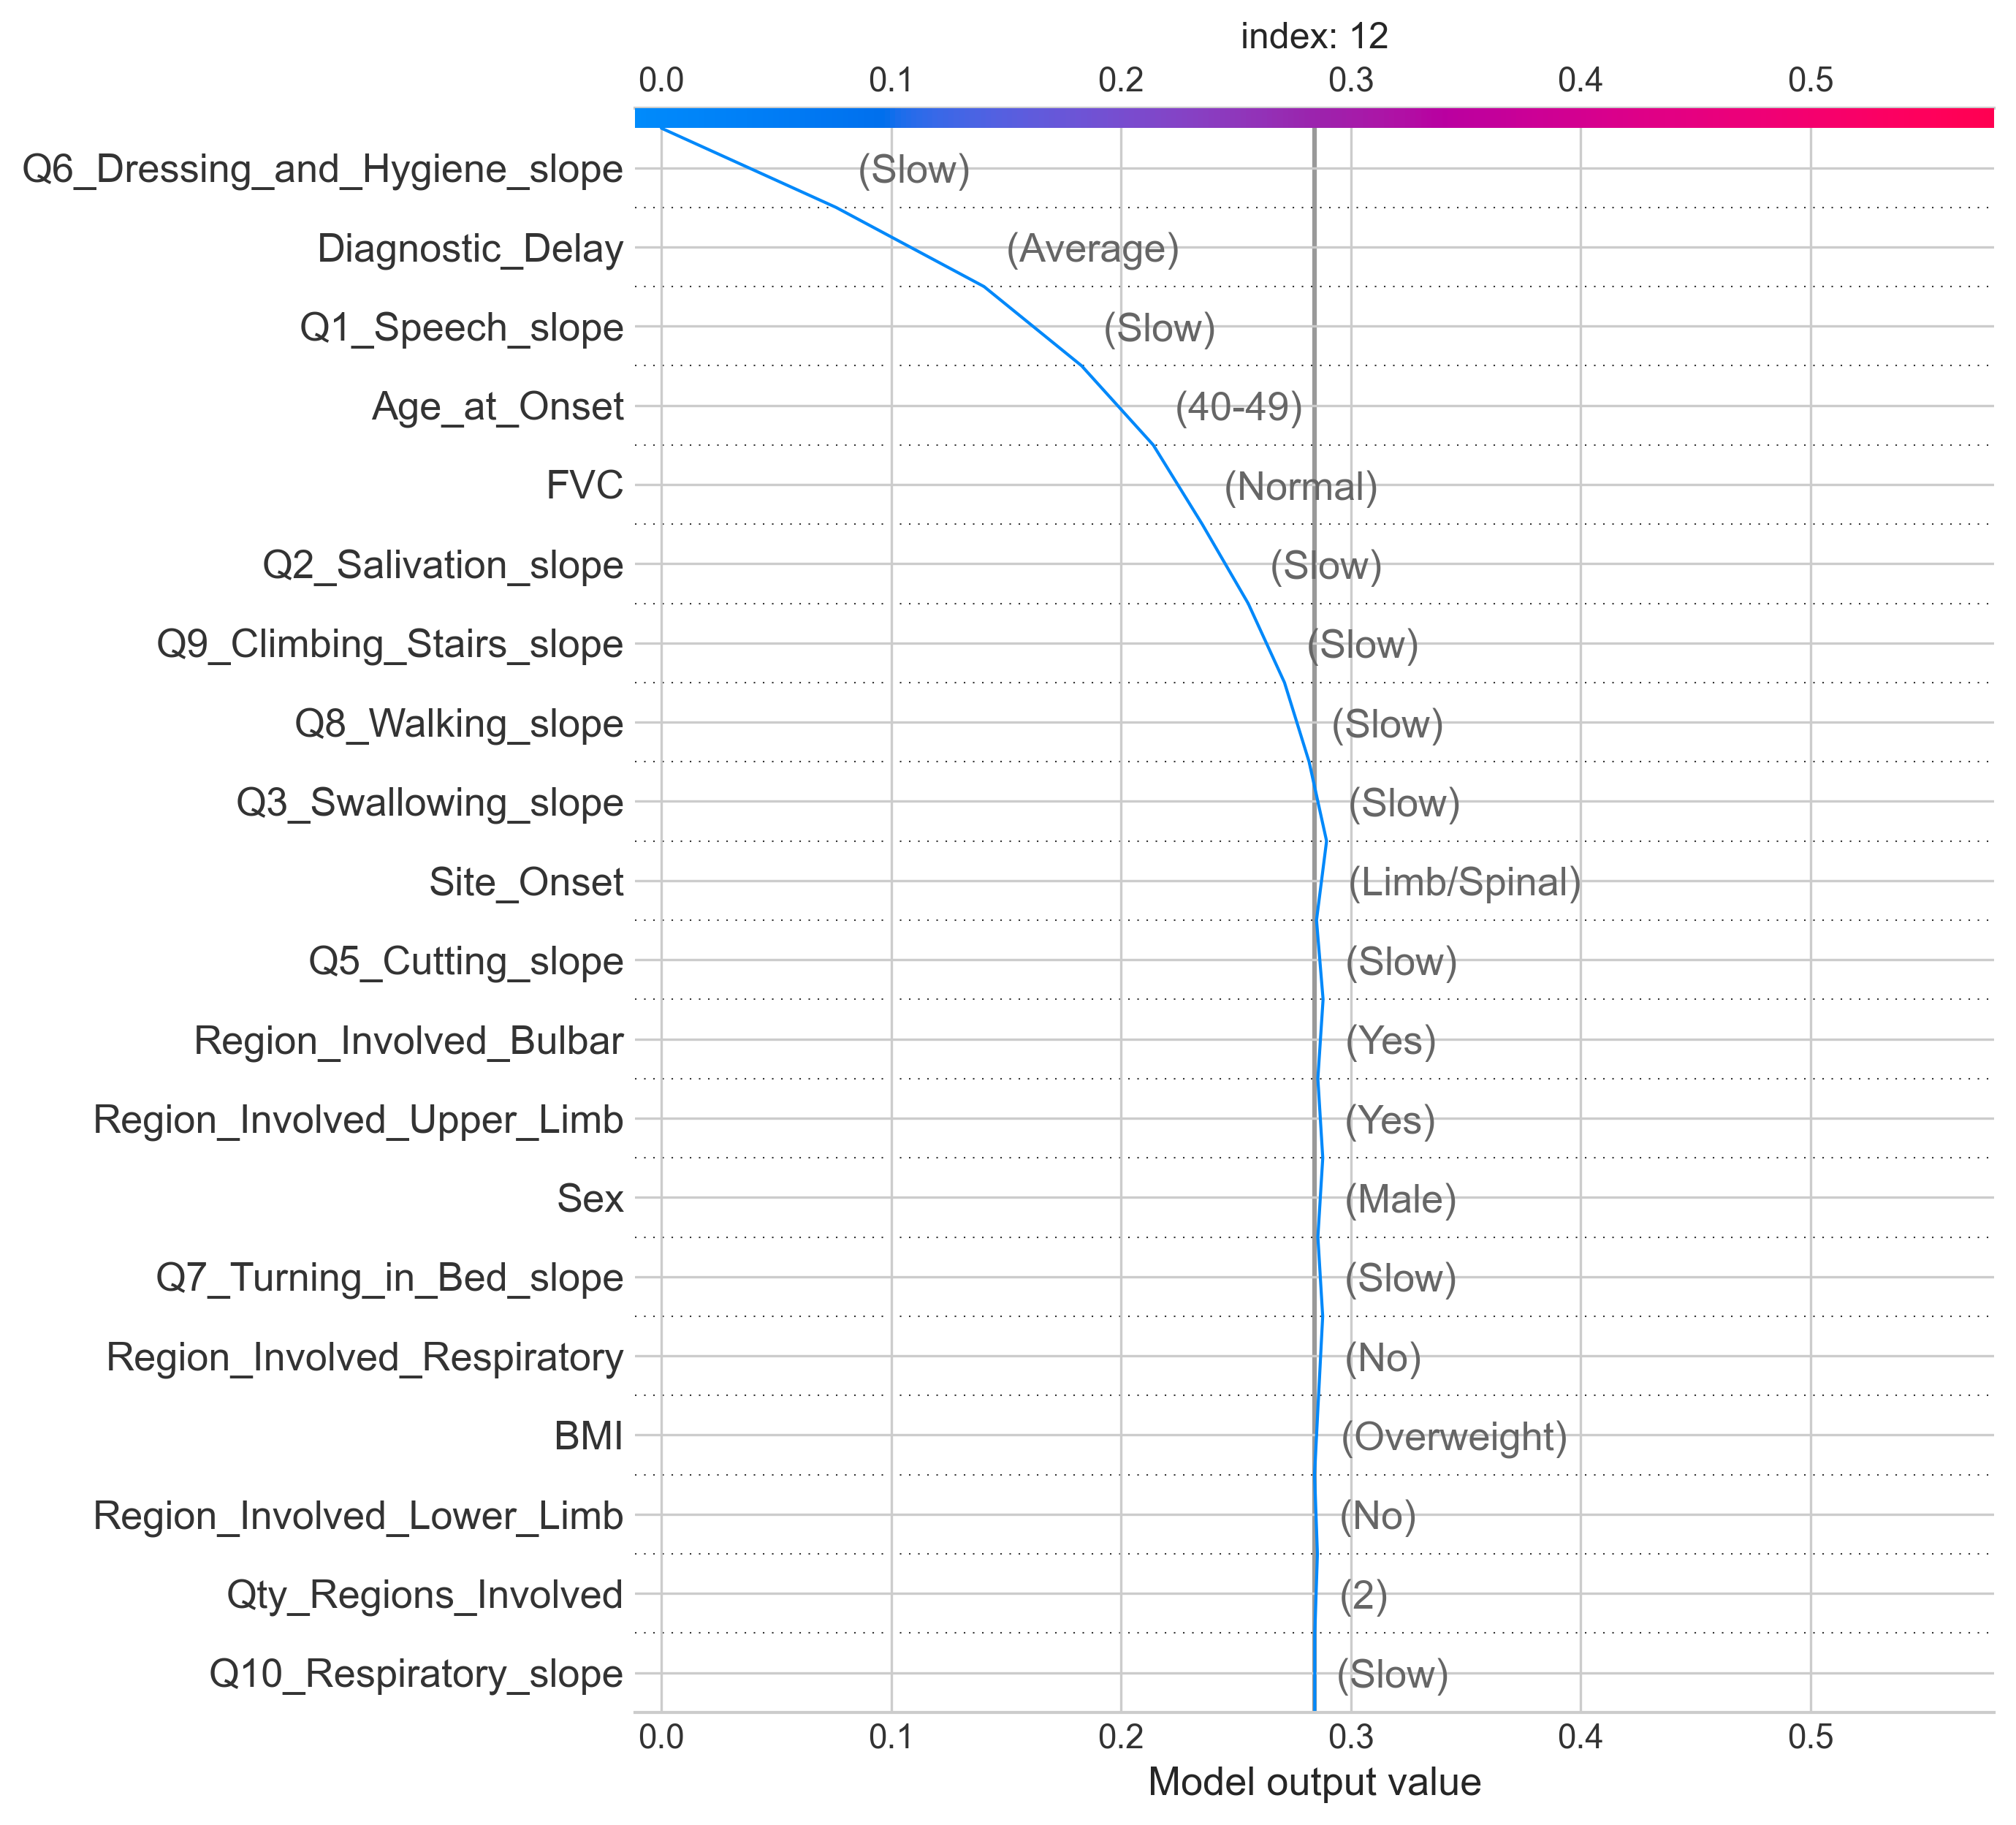 index: 12
0.0 0.1 0.2 0.3 0.4 0.5
Q6_Dressing_and_Hygiene_slope (Slow)
Diagnostic_Delay (Average)
Q1_Speech_slope (Slow)
Age_at_Onset (40-49)
FVC (Normal)
Q2_Salivation_slope (Slow)
Q9_Climbing_Stairs_slope (Slow)
Q8_Walking_slope (Slow)
Q3_Swallowing_slope (Slow)
Site_Onset (Limb/Spinal)
Q5_Cutting_slope (Slow)
Region_Involved_Bulbar (Yes)
Region_Involved_Upper_Limb (Yes)
Sex (Male)
Q7_Turning_in_Bed_slope (Slow)
Region_Involved_Respiratory (No)
BMI (Overweight)
Region_Involved_Lower_Limb (No)
Qty_Regions_Involved (2)
Q10_Respiratory_slope (Slow)
0.0 0.1 0.2 0.3 0.4 0.5
Model output value